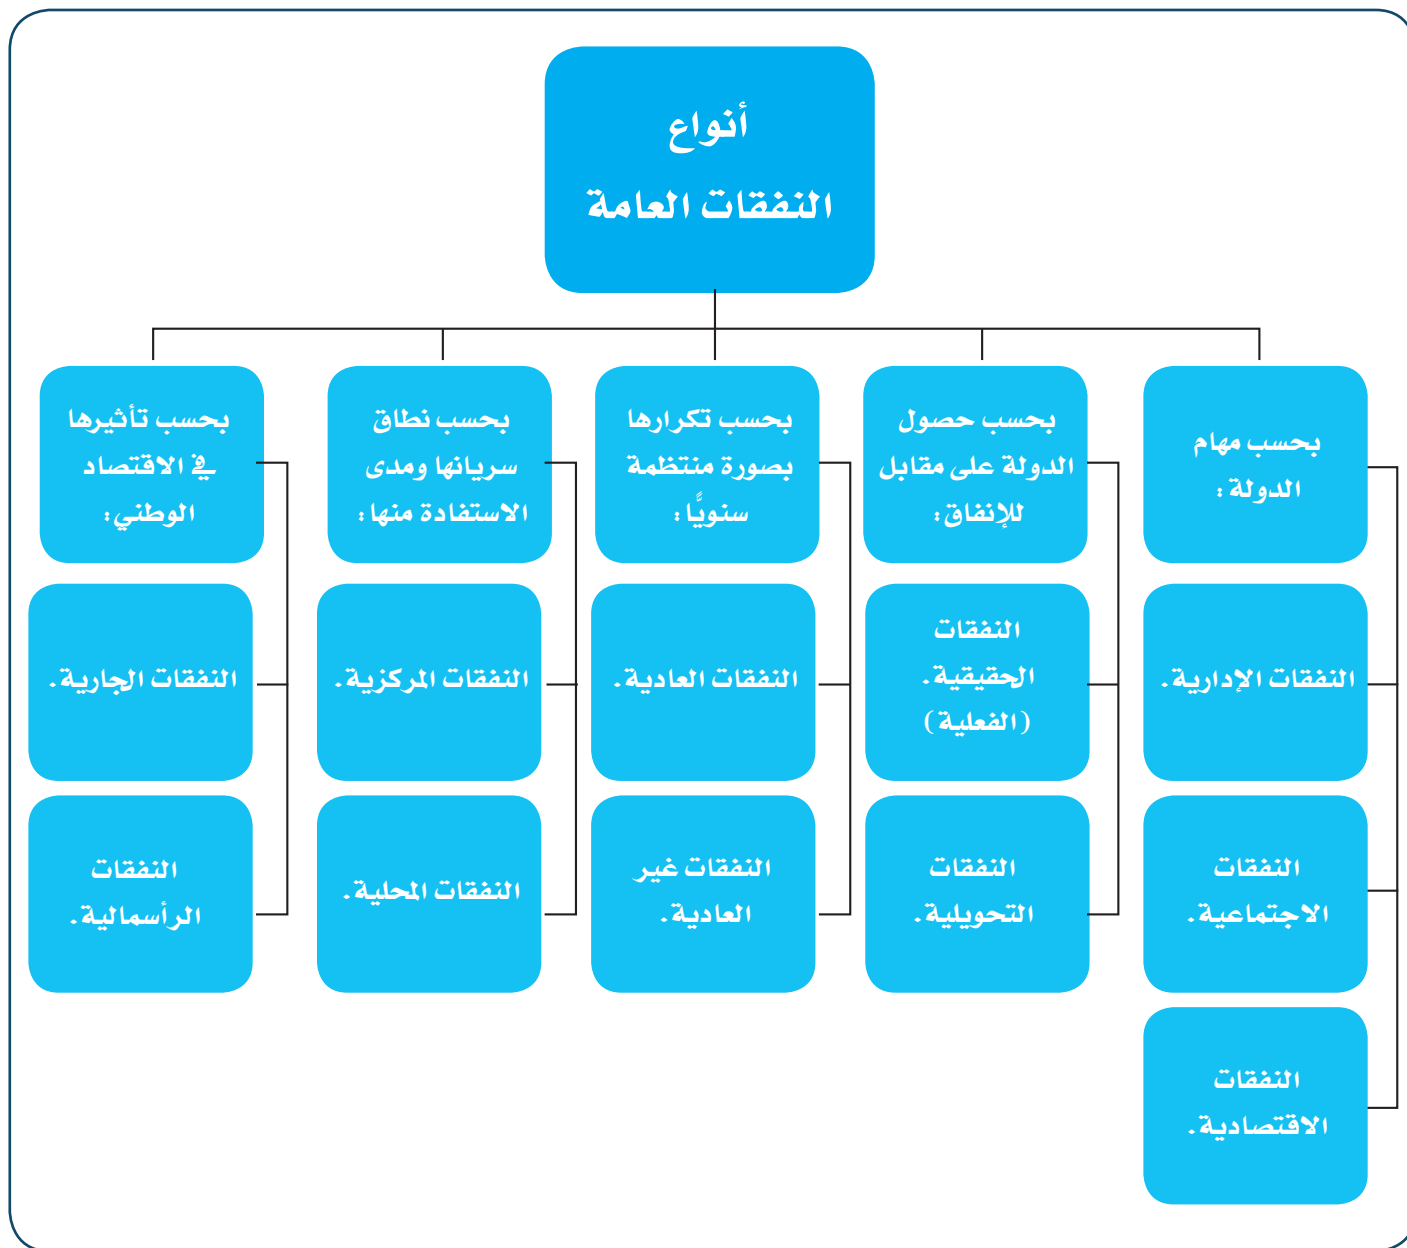 أنواع
النفقات العامة
بحسب مهام
الدولة:
النفقات الإدارية.
النفقات
الاجتماعية.
النفقات
الاقتصادية.
بحسب حصول
الدولة على مقابل
للإنفاق:
النفقات
الحقيقية.
(الفعلية)
النفقات
التحويلية.
بحسب تكرارها
بصورة منتظمة
سنويًّا:
النفقات العادية.
النفقات غير
العادية.
بحسب نطاق
سريانها ومدى
الاستفادة منها:
النفقات المركزية.
النفقات المحلية.
بحسب تأثيرها
في الاقتصاد
الوطني:
النفقات الجارية.
النفقات
الرأسمالية.